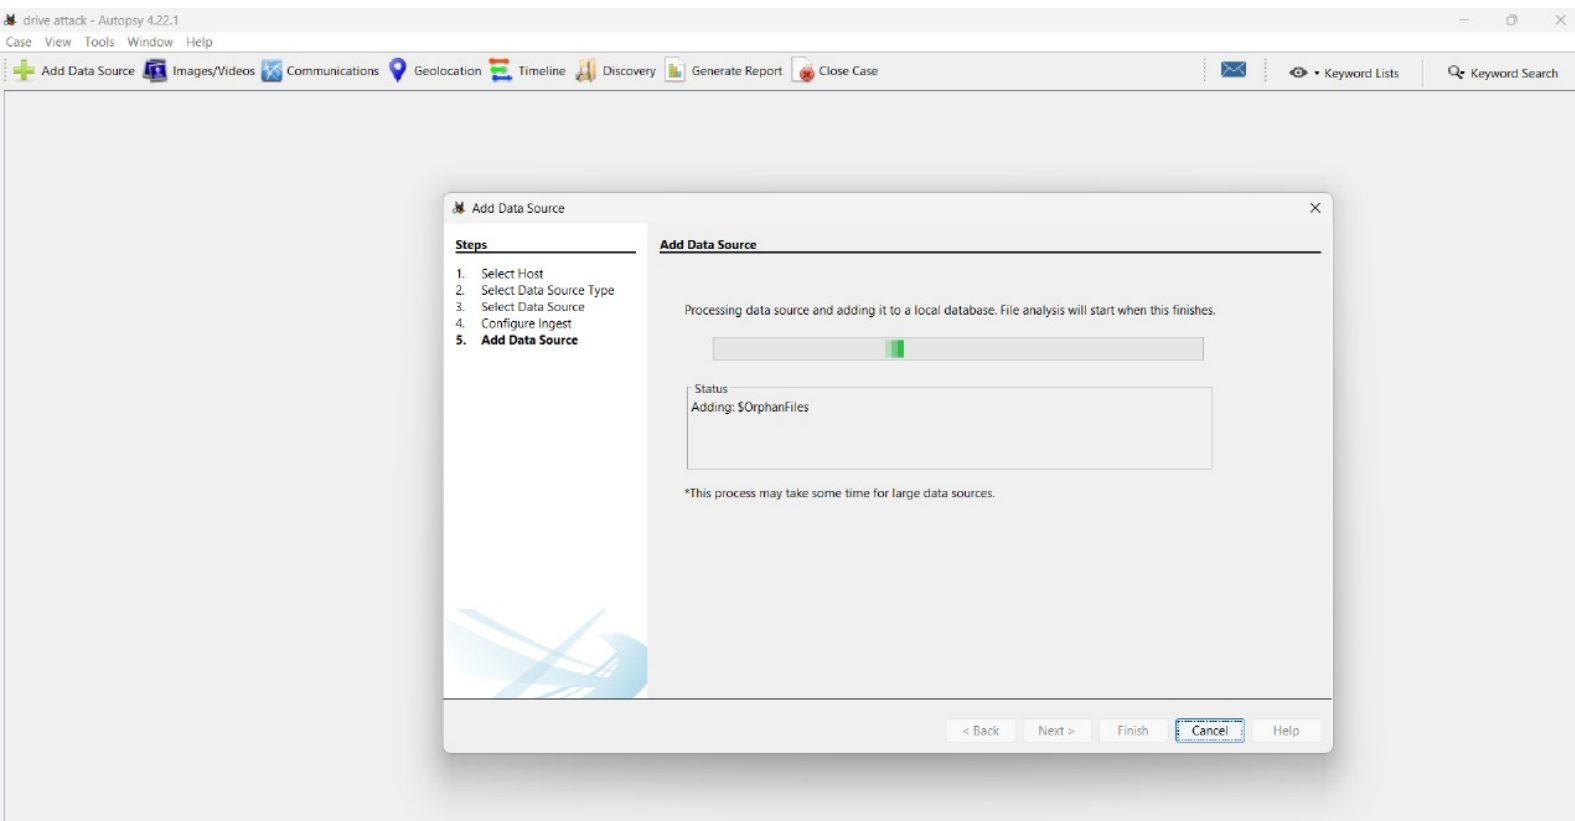 drive attack - Autopsy 4.22.1
Case View Tools Window Help
Add Data Source Images/Videos Communications Geolocation Timeline Discovery Generate Report Close Case Keyword Lists Keyword Search
Add Data Source
Steps
1. Select Host
2. Select Data Source Type
3. Select Data Source
4. Configure Ingest
5. Add Data Source
Add Data Source
Processing data source and adding it to a local database. File analysis will start when this finishes.
Status
Adding: $OrphanFiles
*This process may take some time for large data sources.
< Back Next > Finish Cancel Help